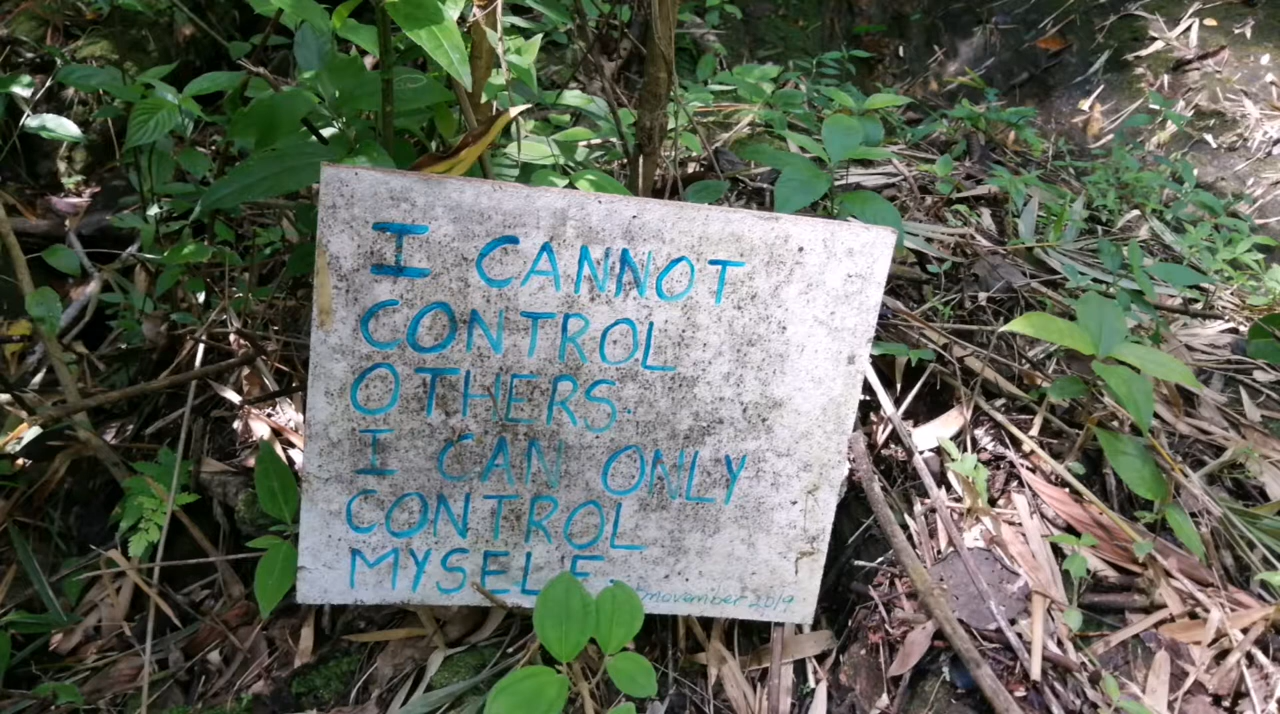 I CANNOT
CONTROL
OTHERS.
I CAN ONLY
CONTROL
MYSELF.
november 2019